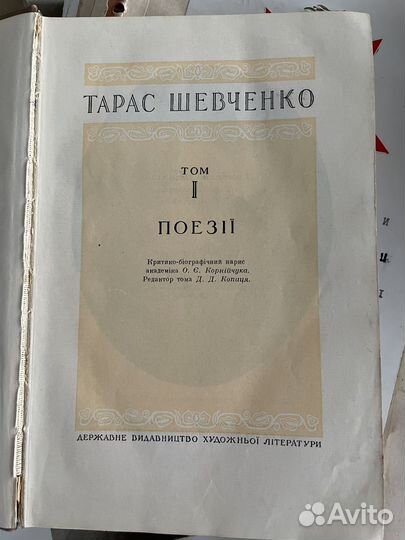 ТАРАС ШЕВЧЕНКО
ТОМ
I
ПОЕЗІЇ
Критико-біографічний нарис
академіка О. Є. Корнійчука.
Редактор тома Д. Д. Копиця.
ДЕРЖАВНЕ ВИДАВНИЦТВО ХУДОЖНЬОЇ ЛІТЕРАТУРИ
Avito